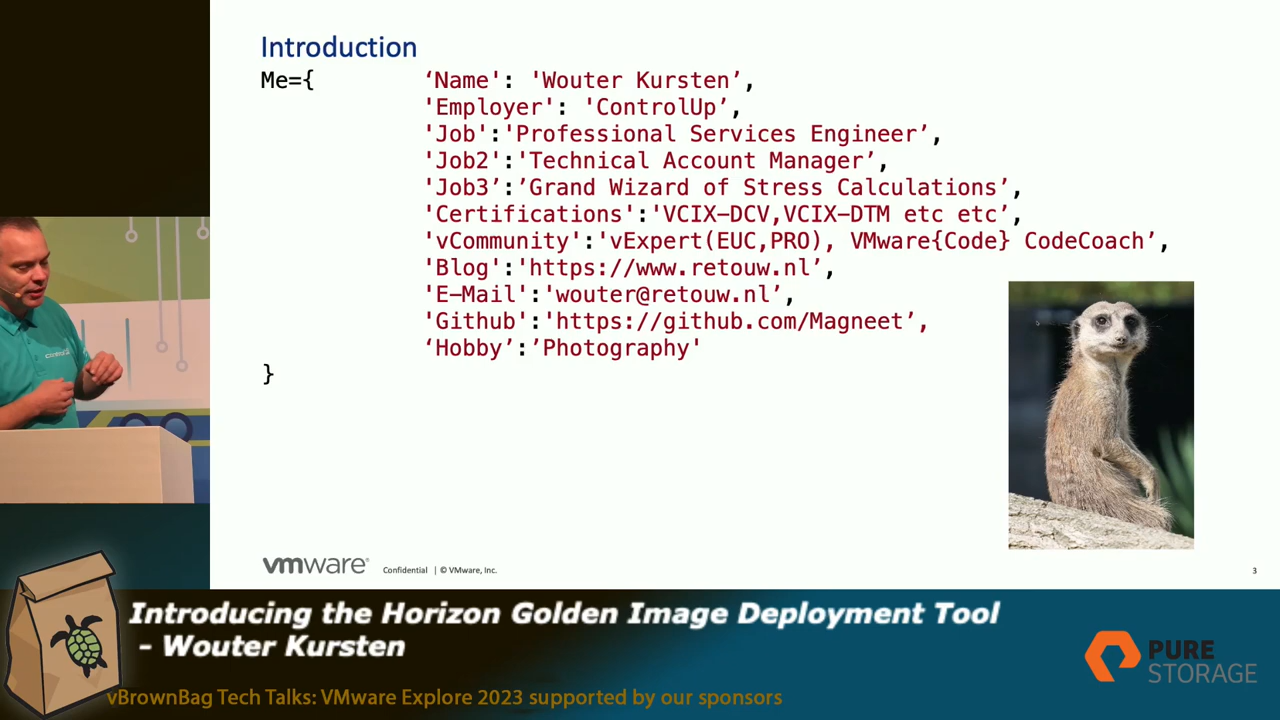 Introduction
Me={ ‘Name': 'Wouter Kursten’,
'Employer': 'ControlUp’,
'Job':'Professional Services Engineer’,
'Job2':'Technical Account Manager’,
'Job3’:’Grand Wizard of Stress Calculations’,
'Certifications':'VCIX-DCV,VCIX-DTM etc etc’,
'vCommunity':'vExpert(EUC,PRO), VMware{Code} CodeCoach’,
'Blog':'https://www.retouw.nl’,
'E-Mail':'wouter@retouw.nl’,
'Github':'https://github.com/Magneet’,
‘Hobby’:’Photography'
}
vmware® Confidential | © VMware, Inc. 3
Introducing the Horizon Golden Image Deployment Tool
- Wouter Kursten
PURE
STORAGE
vBrownBag Tech Talks: VMware Explore 2023 supported by our sponsors